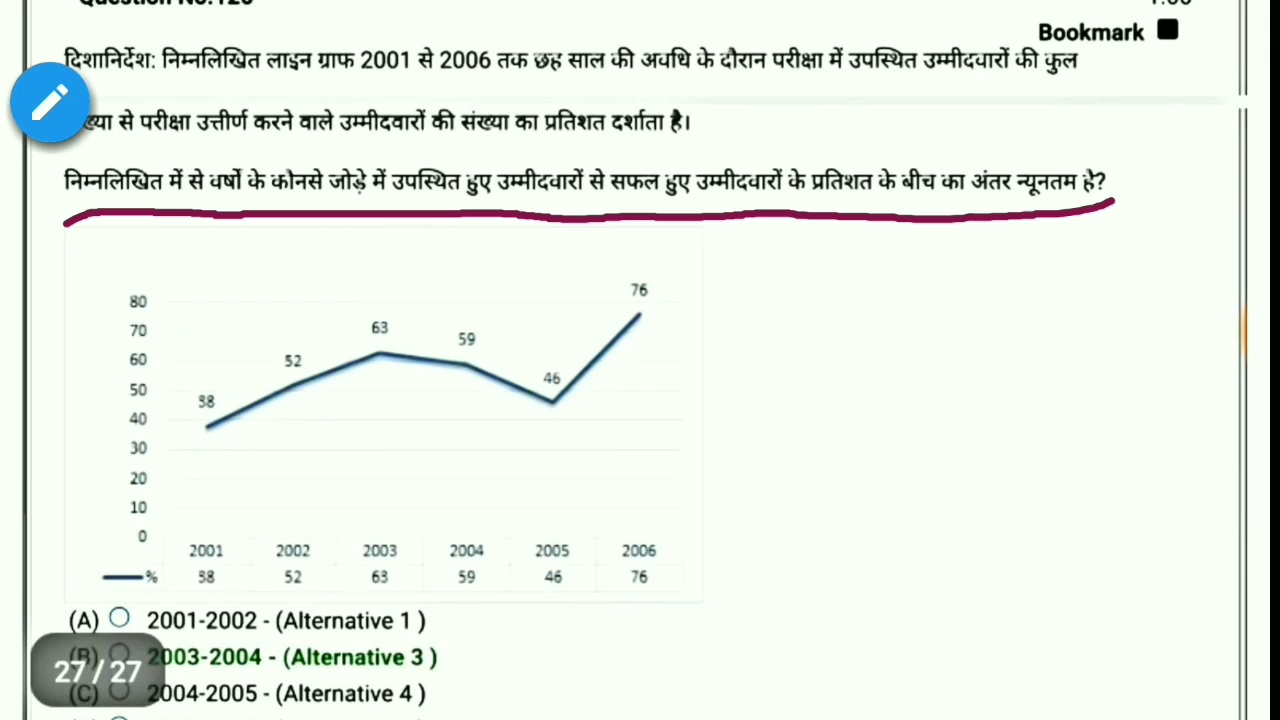 Question No.126
Bookmark
दिशानिर्देश: निम्नलिखित लाइन ग्राफ 2001 से 2006 तक छह साल की अवधि के दौरान परीक्षा में उपस्थित उम्मीदवारों की कुल
से परीक्षा उत्तीर्ण करने वाले उम्मीदवारों की संख्या का प्रतिशत दर्शाता है।
निम्नलिखित में से वर्षो के कोनसे जोड़े में उपस्थित हुए उम्मीदवारों से सफल हुए उम्मीदवारों के प्रतिशत के बीच का अंतर न्यूनतम है?
76
80
63
70
59
52
60
46
50
38
40
30
20
10
0
2001 2002 2003 2004 2005 2006
% 38 52 63 59 46 76
(A) 2001-2002 - (Alternative 1 )
(B) 2003-2004 - (Alternative 3 )
27 / 27
(C) 2004-2005 - (Alternative 4 )